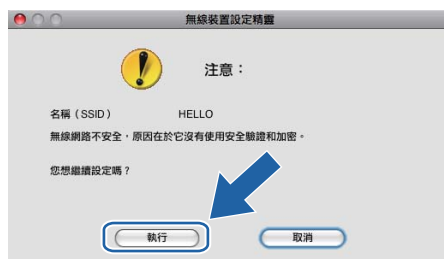 無線裝置設定精靈
注意：
名稱（SSID） HELLO
無線網路不安全，原因在於它沒有使用安全驗證和加密。
您想繼續設定嗎？
執行 取消